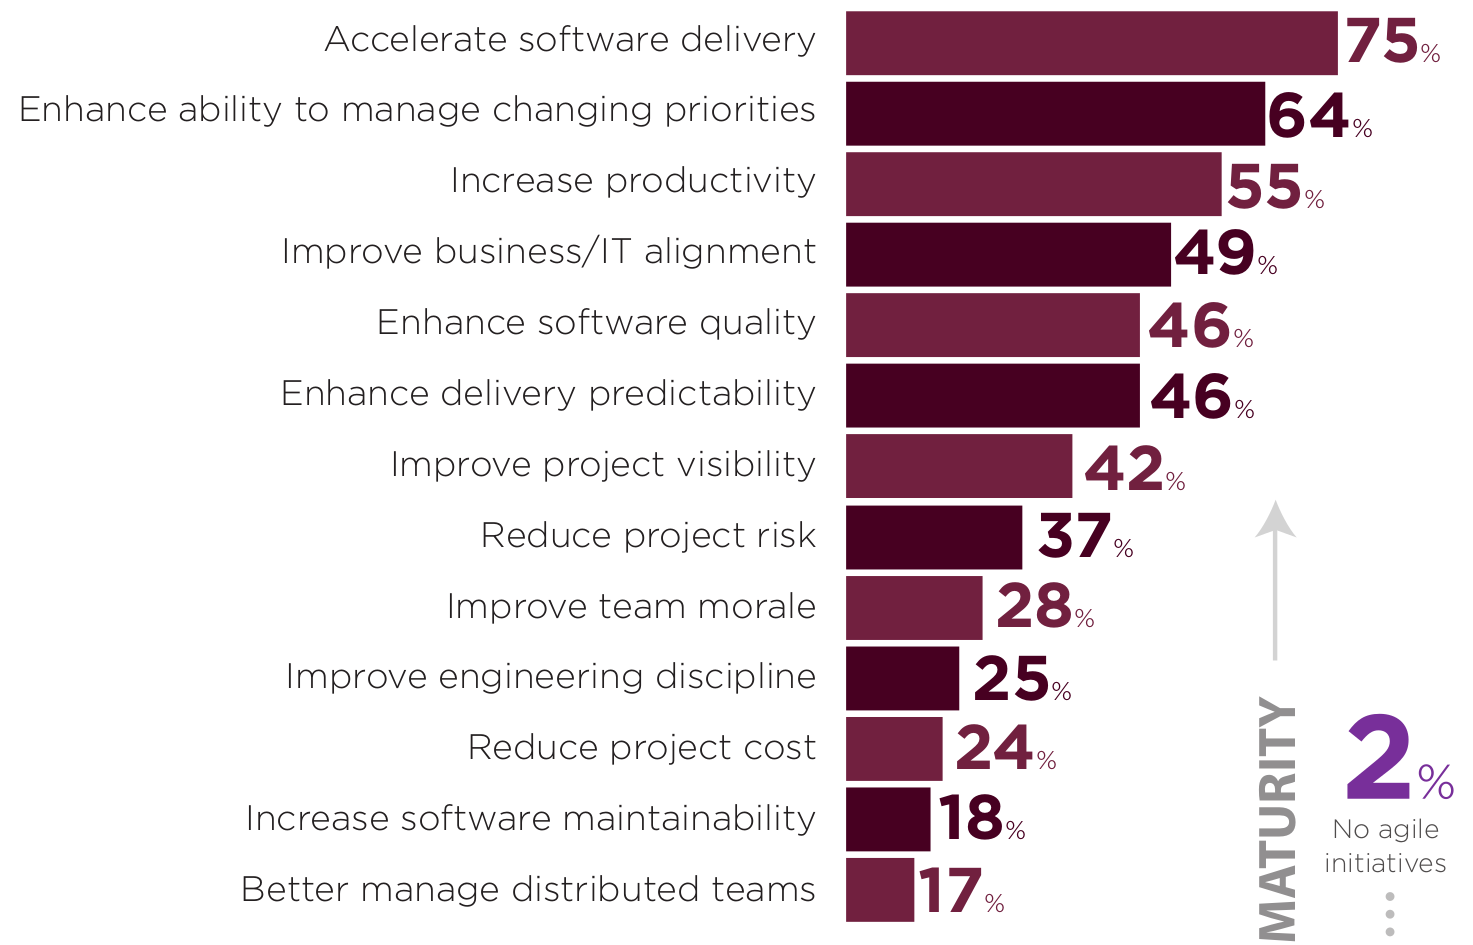 Accelerate software delivery 75%
Enhance ability to manage changing priorities 64%
Increase productivity 55%
Improve business/IT alignment 49%
Enhance software quality 46%
Enhance delivery predictability 46%
Improve project visibility 42%
Reduce project risk 37%
Improve team morale 28%
Improve engineering discipline 25%
Reduce project cost 24%
Increase software maintainability 18%
Better manage distributed teams 17%
MATURITY
2%
No agile
initiatives